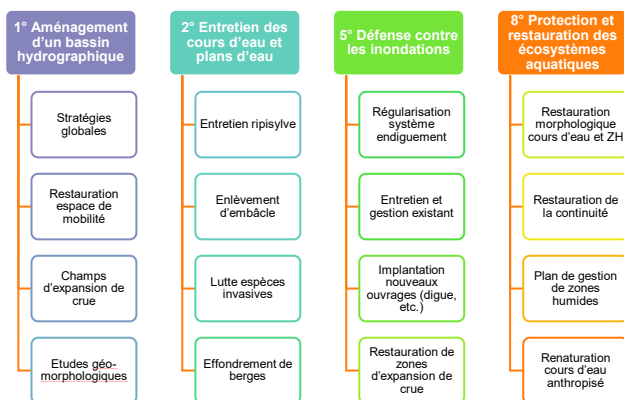 1° Aménagement
d'un bassin
hydrographique
Stratégies
globales
Restauration
espace de
mobilité
Champs
d'expansion de
crue
Etudes géo-
morphologiques
2° Entretien des
cours d'eau et
plans d'eau
Entretien ripisylve
Enlèvement
d'embâcle
Lutte espèces
invasives
Effondrement de
berges
5° Défense contre
les inondations
Régularisation
système
endiguement
Entretien et
gestion existant
Implantation
nouveaux
ouvrages (digue,
etc.)
Restauration de
zones
d'expansion de
crue
8° Protection et
restauration des
écosystèmes
aquatiques
Restauration
morphologique
cours d'eau et ZH
Restauration de
la continuité
Plan de gestion
de zones
humides
Renaturation
cours d'eau
anthropisé